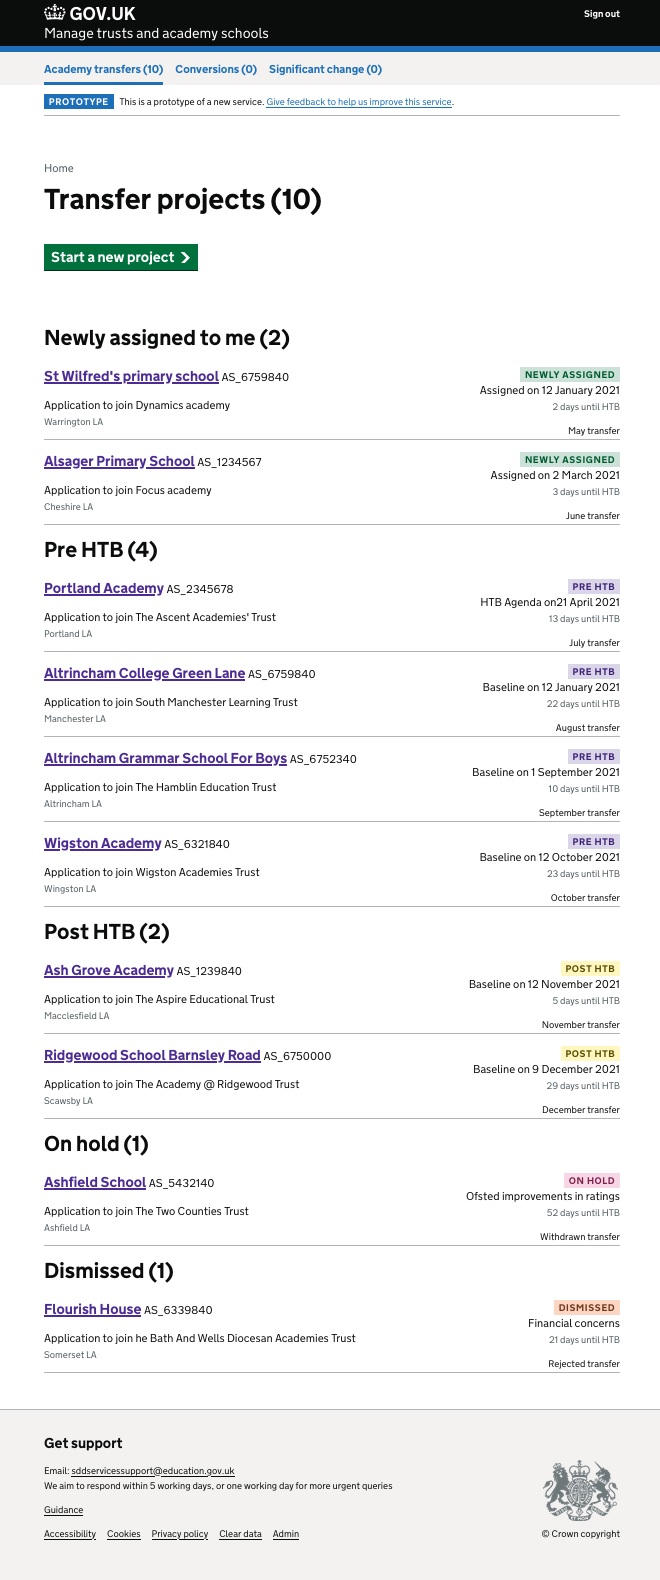 GOV.UK
Sign out
Manage trusts and academy schools
Academy transfers (10) Conversions (0) Significant change (0)
PROTOTYPE This is a prototype of a new service. Give feedback to help us improve this service.
Home
Transfer projects (10)
Start a new project
Newly assigned to me (2)
St Wilfred's primary school AS_6759840
NEWLY ASSIGNED
Assigned on 12 January 2021
Application to join Dynamics academy
2 days until HTB
Warrington LA
May transfer
Alsager Primary School AS_1234567
NEWLY ASSIGNED
Assigned on 2 March 2021
Application to join Focus academy
3 days until HTB
Cheshire LA
June transfer
Pre HTB (4)
Portland Academy AS_2345678
PRE HTB
HTB Agenda on21 April 2021
Application to join The Ascent Academies' Trust
13 days until HTB
Portland LA
July transfer
Altrincham College Green Lane AS_6759840
PRE HTB
Baseline on 12 January 2021
Application to join South Manchester Learning Trust
22 days until HTB
Manchester LA
August transfer
Altrincham Grammar School For Boys AS_6752340
PRE HTB
Baseline on 1 September 2021
Application to join The Hamblin Education Trust
10 days until HTB
Altrincham LA
September transfer
Wigston Academy AS_6321840
PRE HTB
Baseline on 12 October 2021
Application to join Wigston Academies Trust
23 days until HTB
Wingston LA
October transfer
Post HTB (2)
Ash Grove Academy AS_1239840
POST HTB
Baseline on 12 November 2021
Application to join The Aspire Educational Trust
5 days until HTB
Macclesfield LA
November transfer
Ridgewood School Barnsley Road AS_6750000
POST HTB
Baseline on 9 December 2021
Application to join The Academy @ Ridgewood Trust
29 days until HTB
Scawsby LA
December transfer
On hold (1)
Ashfield School AS_5432140
ON HOLD
Ofsted improvements in ratings
Application to join The Two Counties Trust
52 days until HTB
Ashfield LA
Withdrawn transfer
Dismissed (1)
Flourish House AS_6339840
DISMISSED
Financial concerns
Application to join he Bath And Wells Diocesan Academies Trust
21 days until HTB
Somerset LA
Rejected transfer
Get support
Email: sddservicessupport@education.gov.uk
We aim to respond within 5 working days, or one working day for more urgent queries
Guidance
Accessibility Cookies Privacy policy Clear data Admin
© Crown copyright